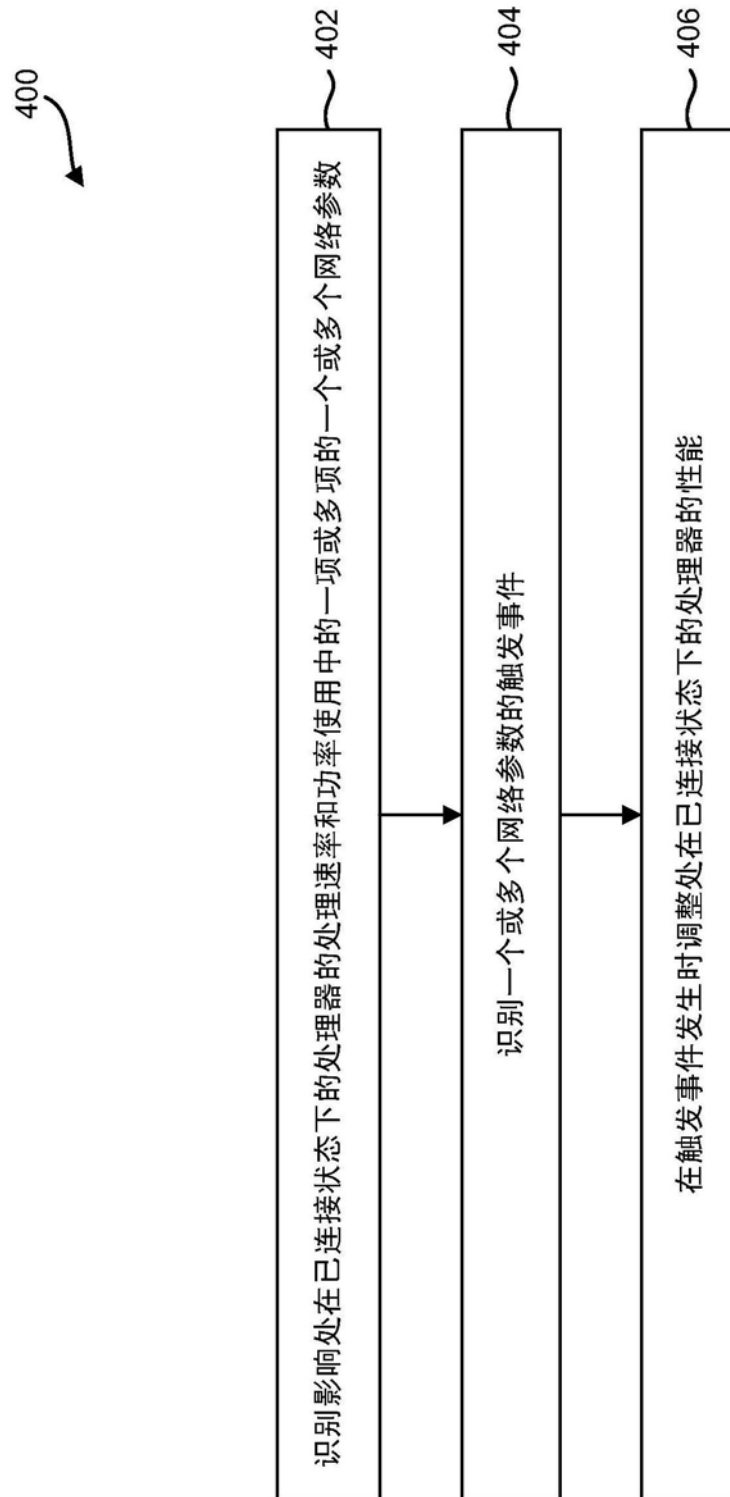 400
识别影响处在已连接状态下的处理器的处理速率和功率使用中的一项或多项的一个或多个网络参数
402
识别一个或多个网络参数的触发事件
404
在触发事件发生时调整处在已连接状态下的处理器的性能
406